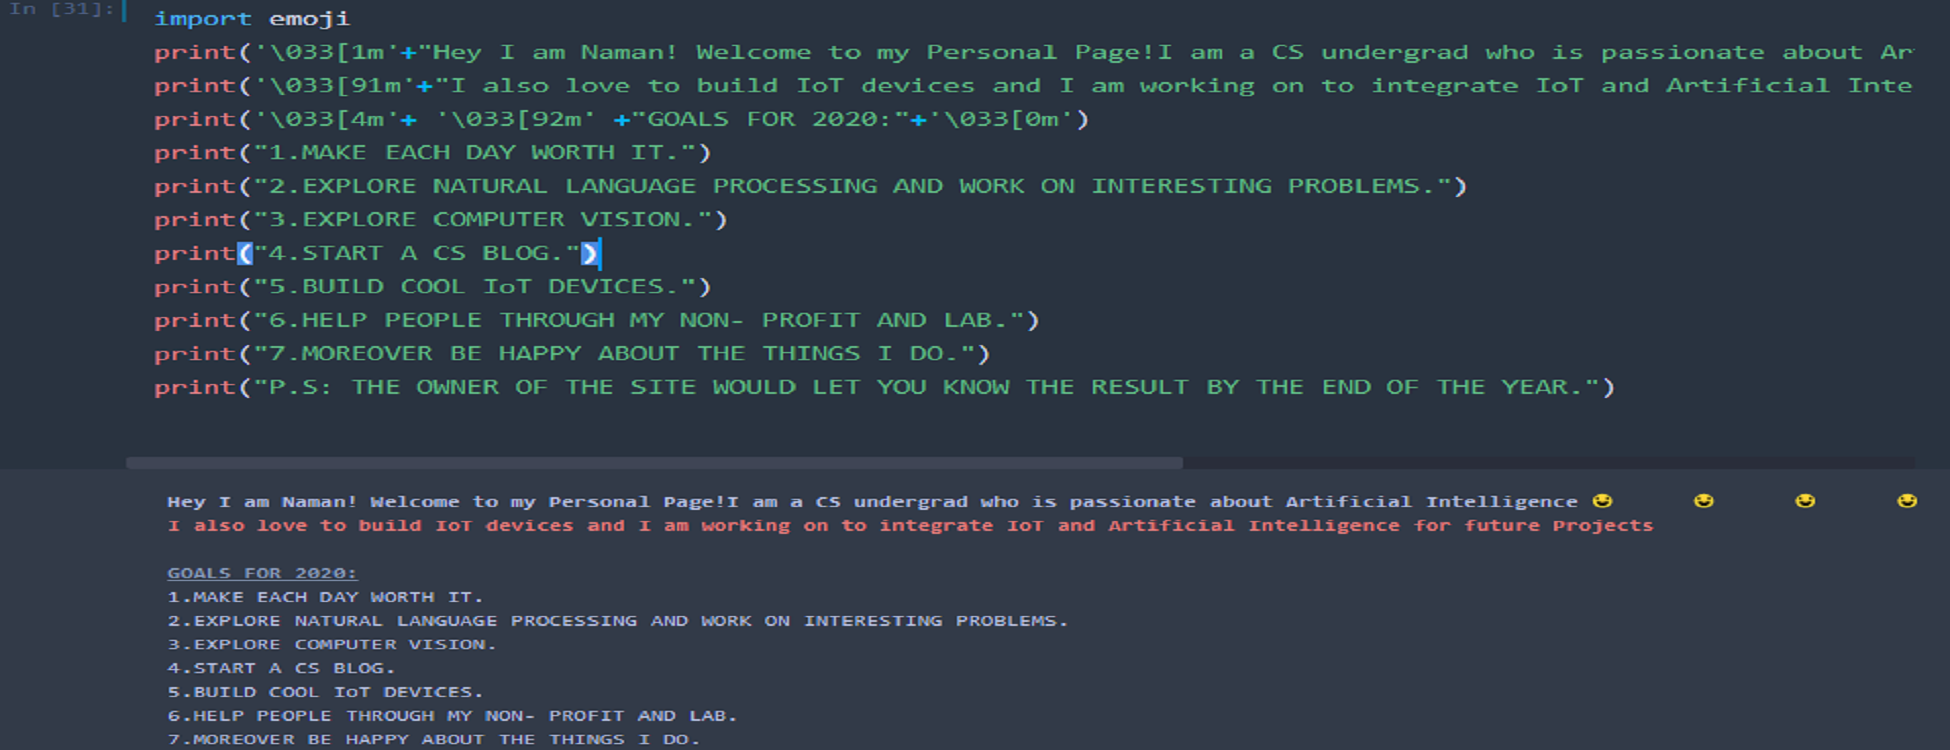 In [31]:
import emoji
print('\033[1m'+"Hey I am Naman! Welcome to my Personal Page!I am a CS undergrad who is passionate about Ar
print('\033[91m'+"I also love to build IoT devices and I am working on to integrate IoT and Artificial Inte
print('\033[4m'+ '\033[92m' +"GOALS FOR 2020:"+'\033[0m')
print("1.MAKE EACH DAY WORTH IT.")
print("2.EXPLORE NATURAL LANGUAGE PROCESSING AND WORK ON INTERESTING PROBLEMS.")
print("3.EXPLORE COMPUTER VISION.")
print("4.START A CS BLOG.")
print("5.BUILD COOL IoT DEVICES.")
print("6.HELP PEOPLE THROUGH MY NON- PROFIT AND LAB.")
print("7.MOREOVER BE HAPPY ABOUT THE THINGS I DO.")
print("P.S: THE OWNER OF THE SITE WOULD LET YOU KNOW THE RESULT BY THE END OF THE YEAR.")
Hey I am Naman! Welcome to my Personal Page!I am a CS undergrad who is passionate about Artificial Intelligence 😃 😃 😃 😃
I also love to build IoT devices and I am working on to integrate IoT and Artificial Intelligence for future Projects
GOALS FOR 2020:
1.MAKE EACH DAY WORTH IT.
2.EXPLORE NATURAL LANGUAGE PROCESSING AND WORK ON INTERESTING PROBLEMS.
3.EXPLORE COMPUTER VISION.
4.START A CS BLOG.
5.BUILD COOL IoT DEVICES.
6.HELP PEOPLE THROUGH MY NON- PROFIT AND LAB.
7.MOREOVER BE HAPPY ABOUT THE THINGS I DO.